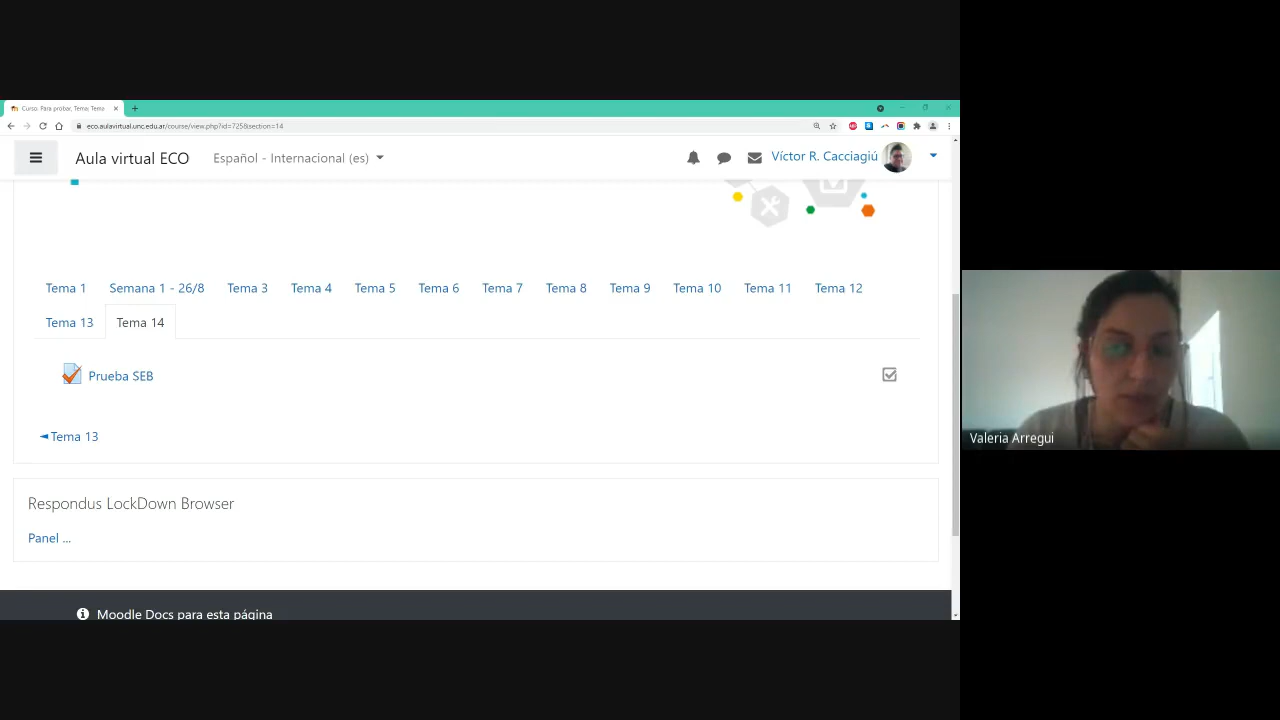 Curso: Para probar, Tema: Tema
eco.aulavirtual.unc.edu.ar/course/view.php?id=725&section=14
Aula virtual ECO
Español - Internacional (es)
Víctor R. Cacciagiú
Tema 1 Semana 1 - 26/8 Tema 3 Tema 4 Tema 5 Tema 6 Tema 7 Tema 8 Tema 9 Tema 10 Tema 11 Tema 12
Tema 13 Tema 14
Prueba SEB
◄ Tema 13
Respondus LockDown Browser
Panel ...
Moodle Docs para esta página
Valeria Arregui